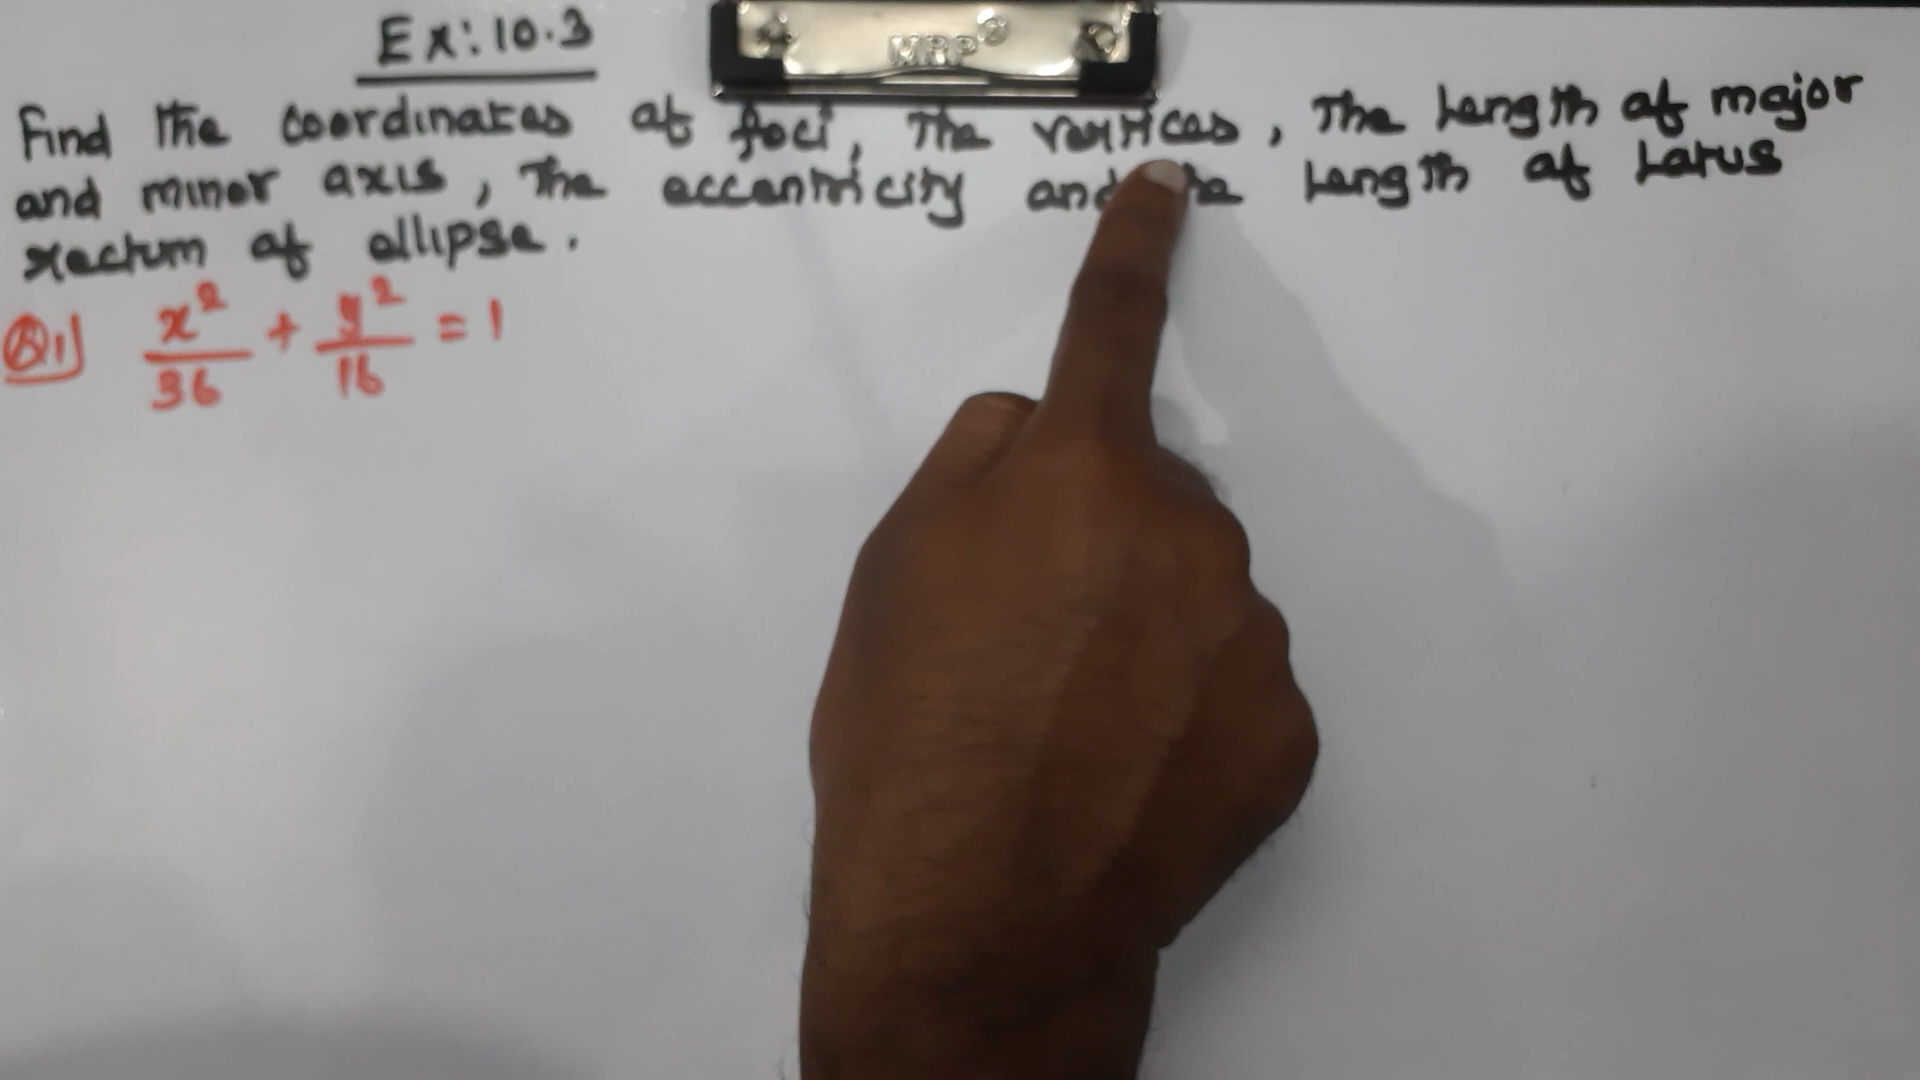 Ex: 10.3
MRP®
Find the coordinates of foci, The vertices, The Length of major
and minor axis, The eccentricity and the Length of Latus
rectum of ellipse.
Q1) x²/36 + y²/16 = 1